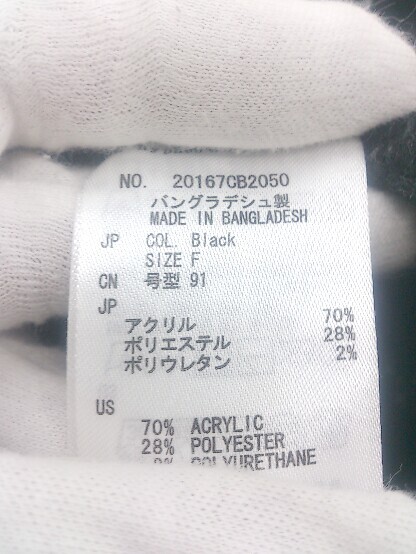 NO. 20167CB2050
バングラデシュ製
MADE IN BANGLADESH
JP COL. Black
SIZE F
CN 号型 91
JP
アクリル 70%
ポリエステル 28%
ポリウレタン 2%
US
70% ACRYLIC
28% POLYESTER
2% POLYURETHANE